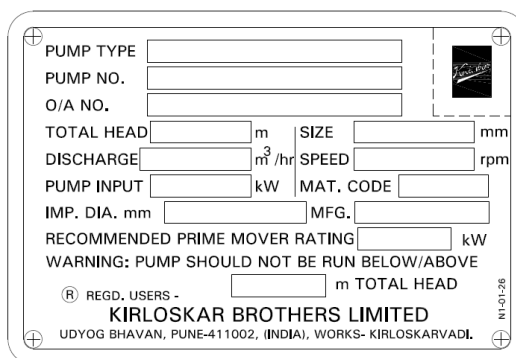 PUMP TYPE
PUMP NO.
O/A NO.
TOTAL HEAD m SIZE mm
DISCHARGE m³/hr SPEED rpm
PUMP INPUT kW MAT. CODE
IMP. DIA. mm MFG.
RECOMMENDED PRIME MOVER RATING kW
WARNING: PUMP SHOULD NOT BE RUN BELOW/ABOVE
m TOTAL HEAD
® REGD. USERS -
KIRLOSKAR BROTHERS LIMITED
UDYOG BHAVAN, PUNE-411002, (INDIA), WORKS- KIRLOSKARVADI.
N1-01-26